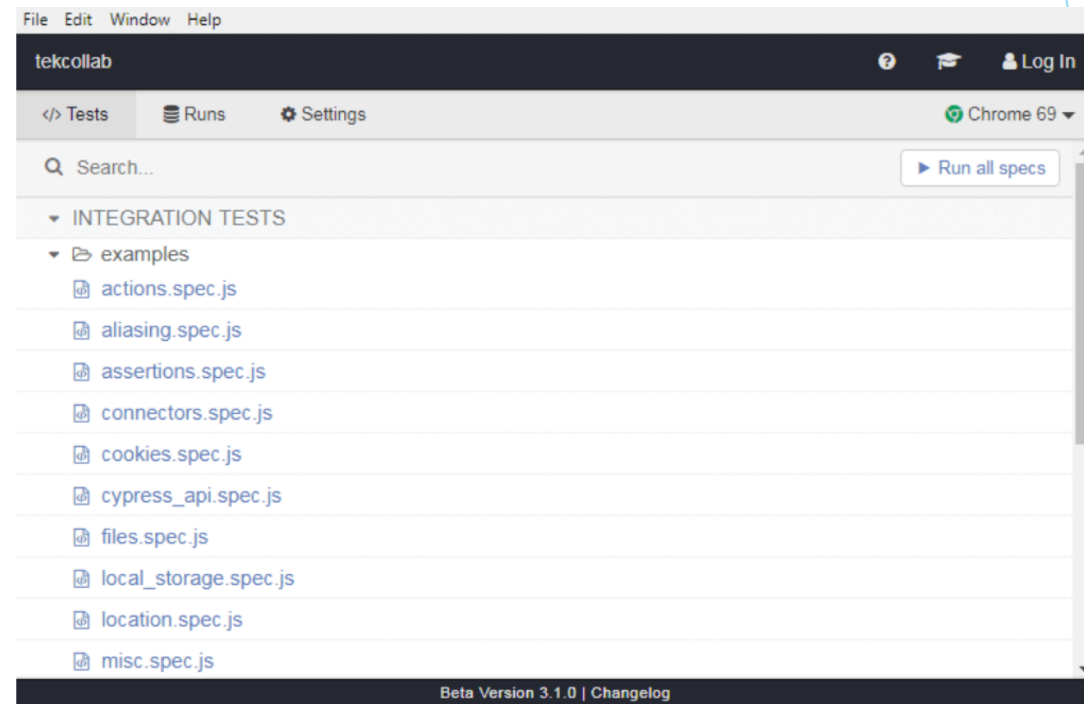 File Edit Window Help
tekcollab Log In
Tests Runs Settings Chrome 69
Search... Run all specs
INTEGRATION TESTS
examples
actions.spec.js
aliasing.spec.js
assertions.spec.js
connectors.spec.js
cookies.spec.js
cypress_api.spec.js
files.spec.js
local_storage.spec.js
location.spec.js
misc.spec.js
Beta Version 3.1.0 | Changelog